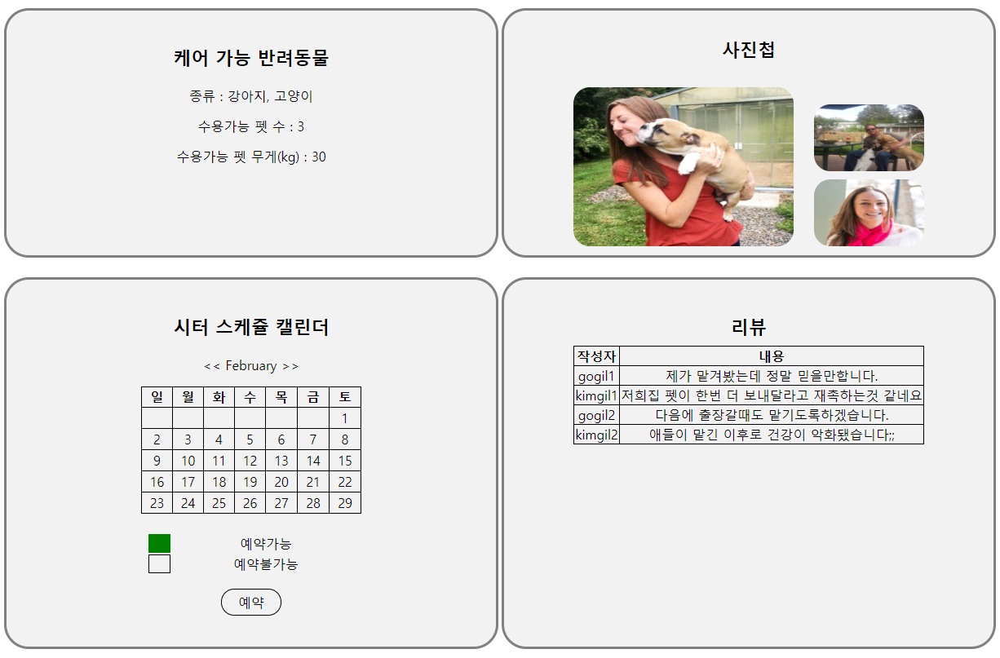 케어 가능 반려동물
종류 : 강아지, 고양이
수용가능 펫 수 : 3
수용가능 펫 무게(kg) : 30
사진첩
시터 스케쥴 캘린더
<< February >>
일 월 화 수 목 금 토
1
2 3 4 5 6 7 8
9 10 11 12 13 14 15
16 17 18 19 20 21 22
23 24 25 26 27 28 29
예약가능
예약불가능
예약
리뷰
작성자 내용
gogil1 제가 맡겨봤는데 정말 믿을만합니다.
kimgil1 저희집 펫이 한번 더 보내달라고 재촉하는것 같네요
gogil2 다음에 출장갈때도 맡기도록하겠습니다.
kimgil2 애들이 맡긴 이후로 건강이 악화됐습니다;;